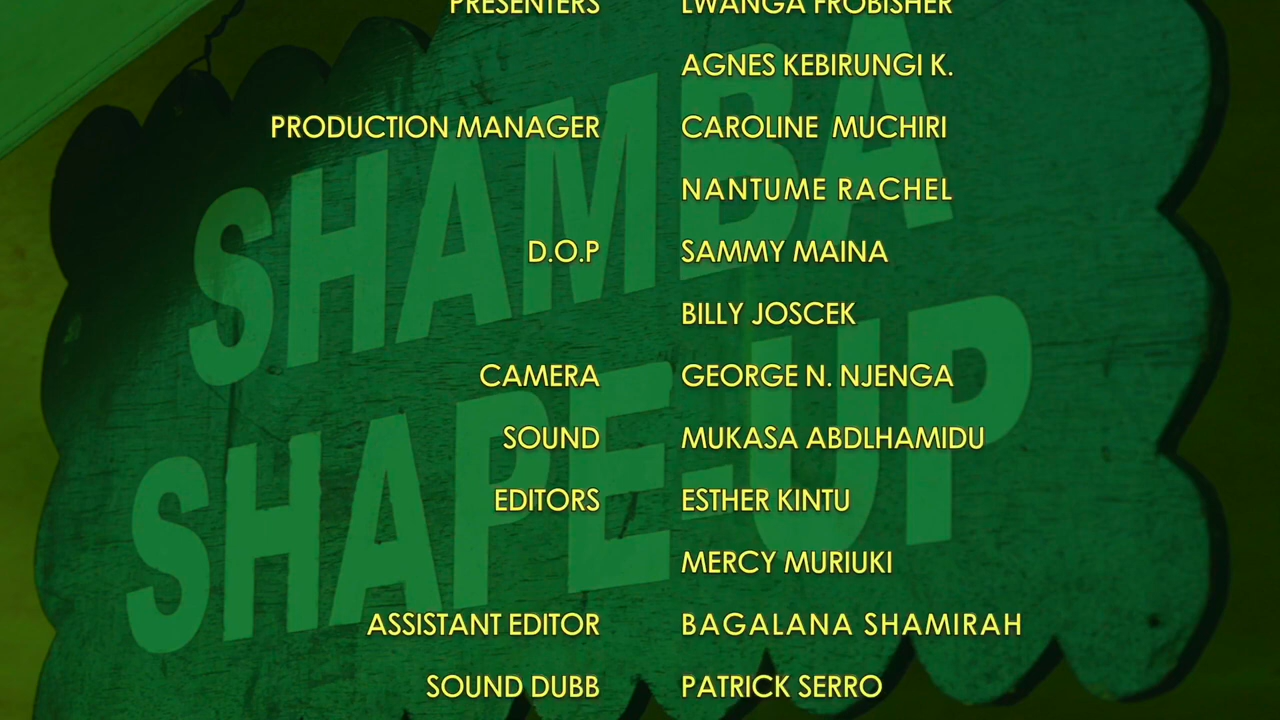 PRESENTERS LWANGA FROBISHER
AGNES KEBIRUNGI K.
PRODUCTION MANAGER CAROLINE MUCHIRI
NANTUME RACHEL
D.O.P SAMMY MAINA
BILLY JOSCEK
CAMERA GEORGE N. NJENGA
SOUND MUKASA ABDLHAMIDU
EDITORS ESTHER KINTU
MERCY MURIUKI
ASSISTANT EDITOR BAGALANA SHAMIRAH
SOUND DUBB PATRICK SERRO
SHAMBA
SHAPE-UP